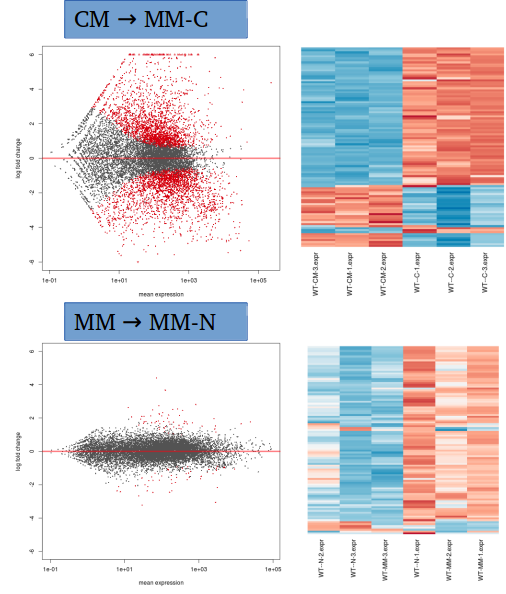 CM → MM-C
log fold change
6
4
2
0
-2
-4
-6
1e-01
1e+01
1e+03
1e+05
mean expression
WT-CM-3.expr
WT-CM-1.expr
WT-CM-2.expr
WT--C-1.expr
WT--C-2.expr
WT--C-3.expr
MM → MM-N
log fold change
6
4
2
0
-2
-4
-6
1e-01
1e+01
1e+03
1e+05
mean expression
WT--N-2.expr
WT--N-3.expr
WT-MM-3.expr
WT--N-1.expr
WT-MM-2.expr
WT-MM-1.expr